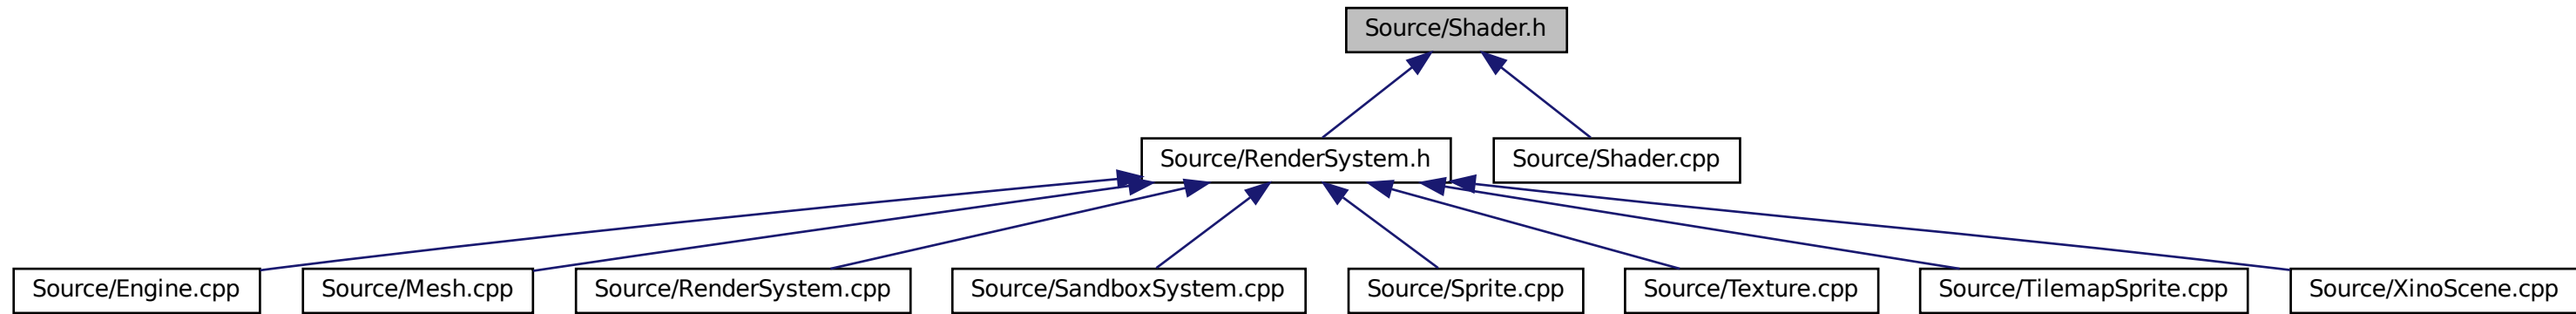 Source/Shader.h
Source/RenderSystem.h
Source/Shader.cpp
Source/Engine.cpp
Source/Mesh.cpp
Source/RenderSystem.cpp
Source/SandboxSystem.cpp
Source/Sprite.cpp
Source/Texture.cpp
Source/TilemapSprite.cpp
Source/XinoScene.cpp